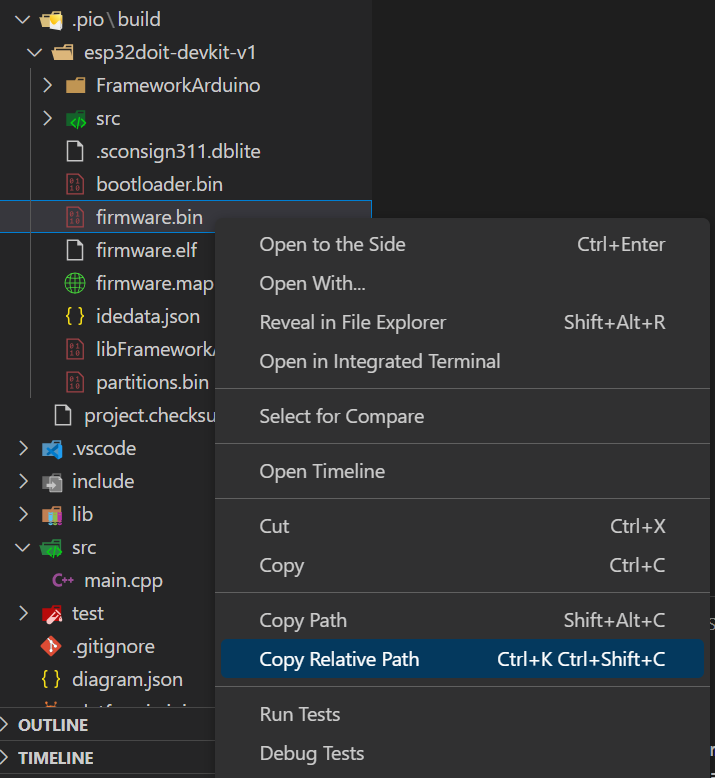 .pio\build
esp32doit-devkit-v1
FrameworkArduino
src
.sconsign311.dblite
bootloader.bin
firmware.bin
firmware.elf
firmware.map
idedata.json
libFramework
partitions.bin
project.checksu
.vscode
include
lib
src
main.cpp
test
.gitignore
diagram.json
OUTLINE
TIMELINE
Open to the Side Ctrl+Enter
Open With...
Reveal in File Explorer Shift+Alt+R
Open in Integrated Terminal
Select for Compare
Open Timeline
Cut Ctrl+X
Copy Ctrl+C
Copy Path Shift+Alt+C
Copy Relative Path Ctrl+K Ctrl+Shift+C
Run Tests
Debug Tests